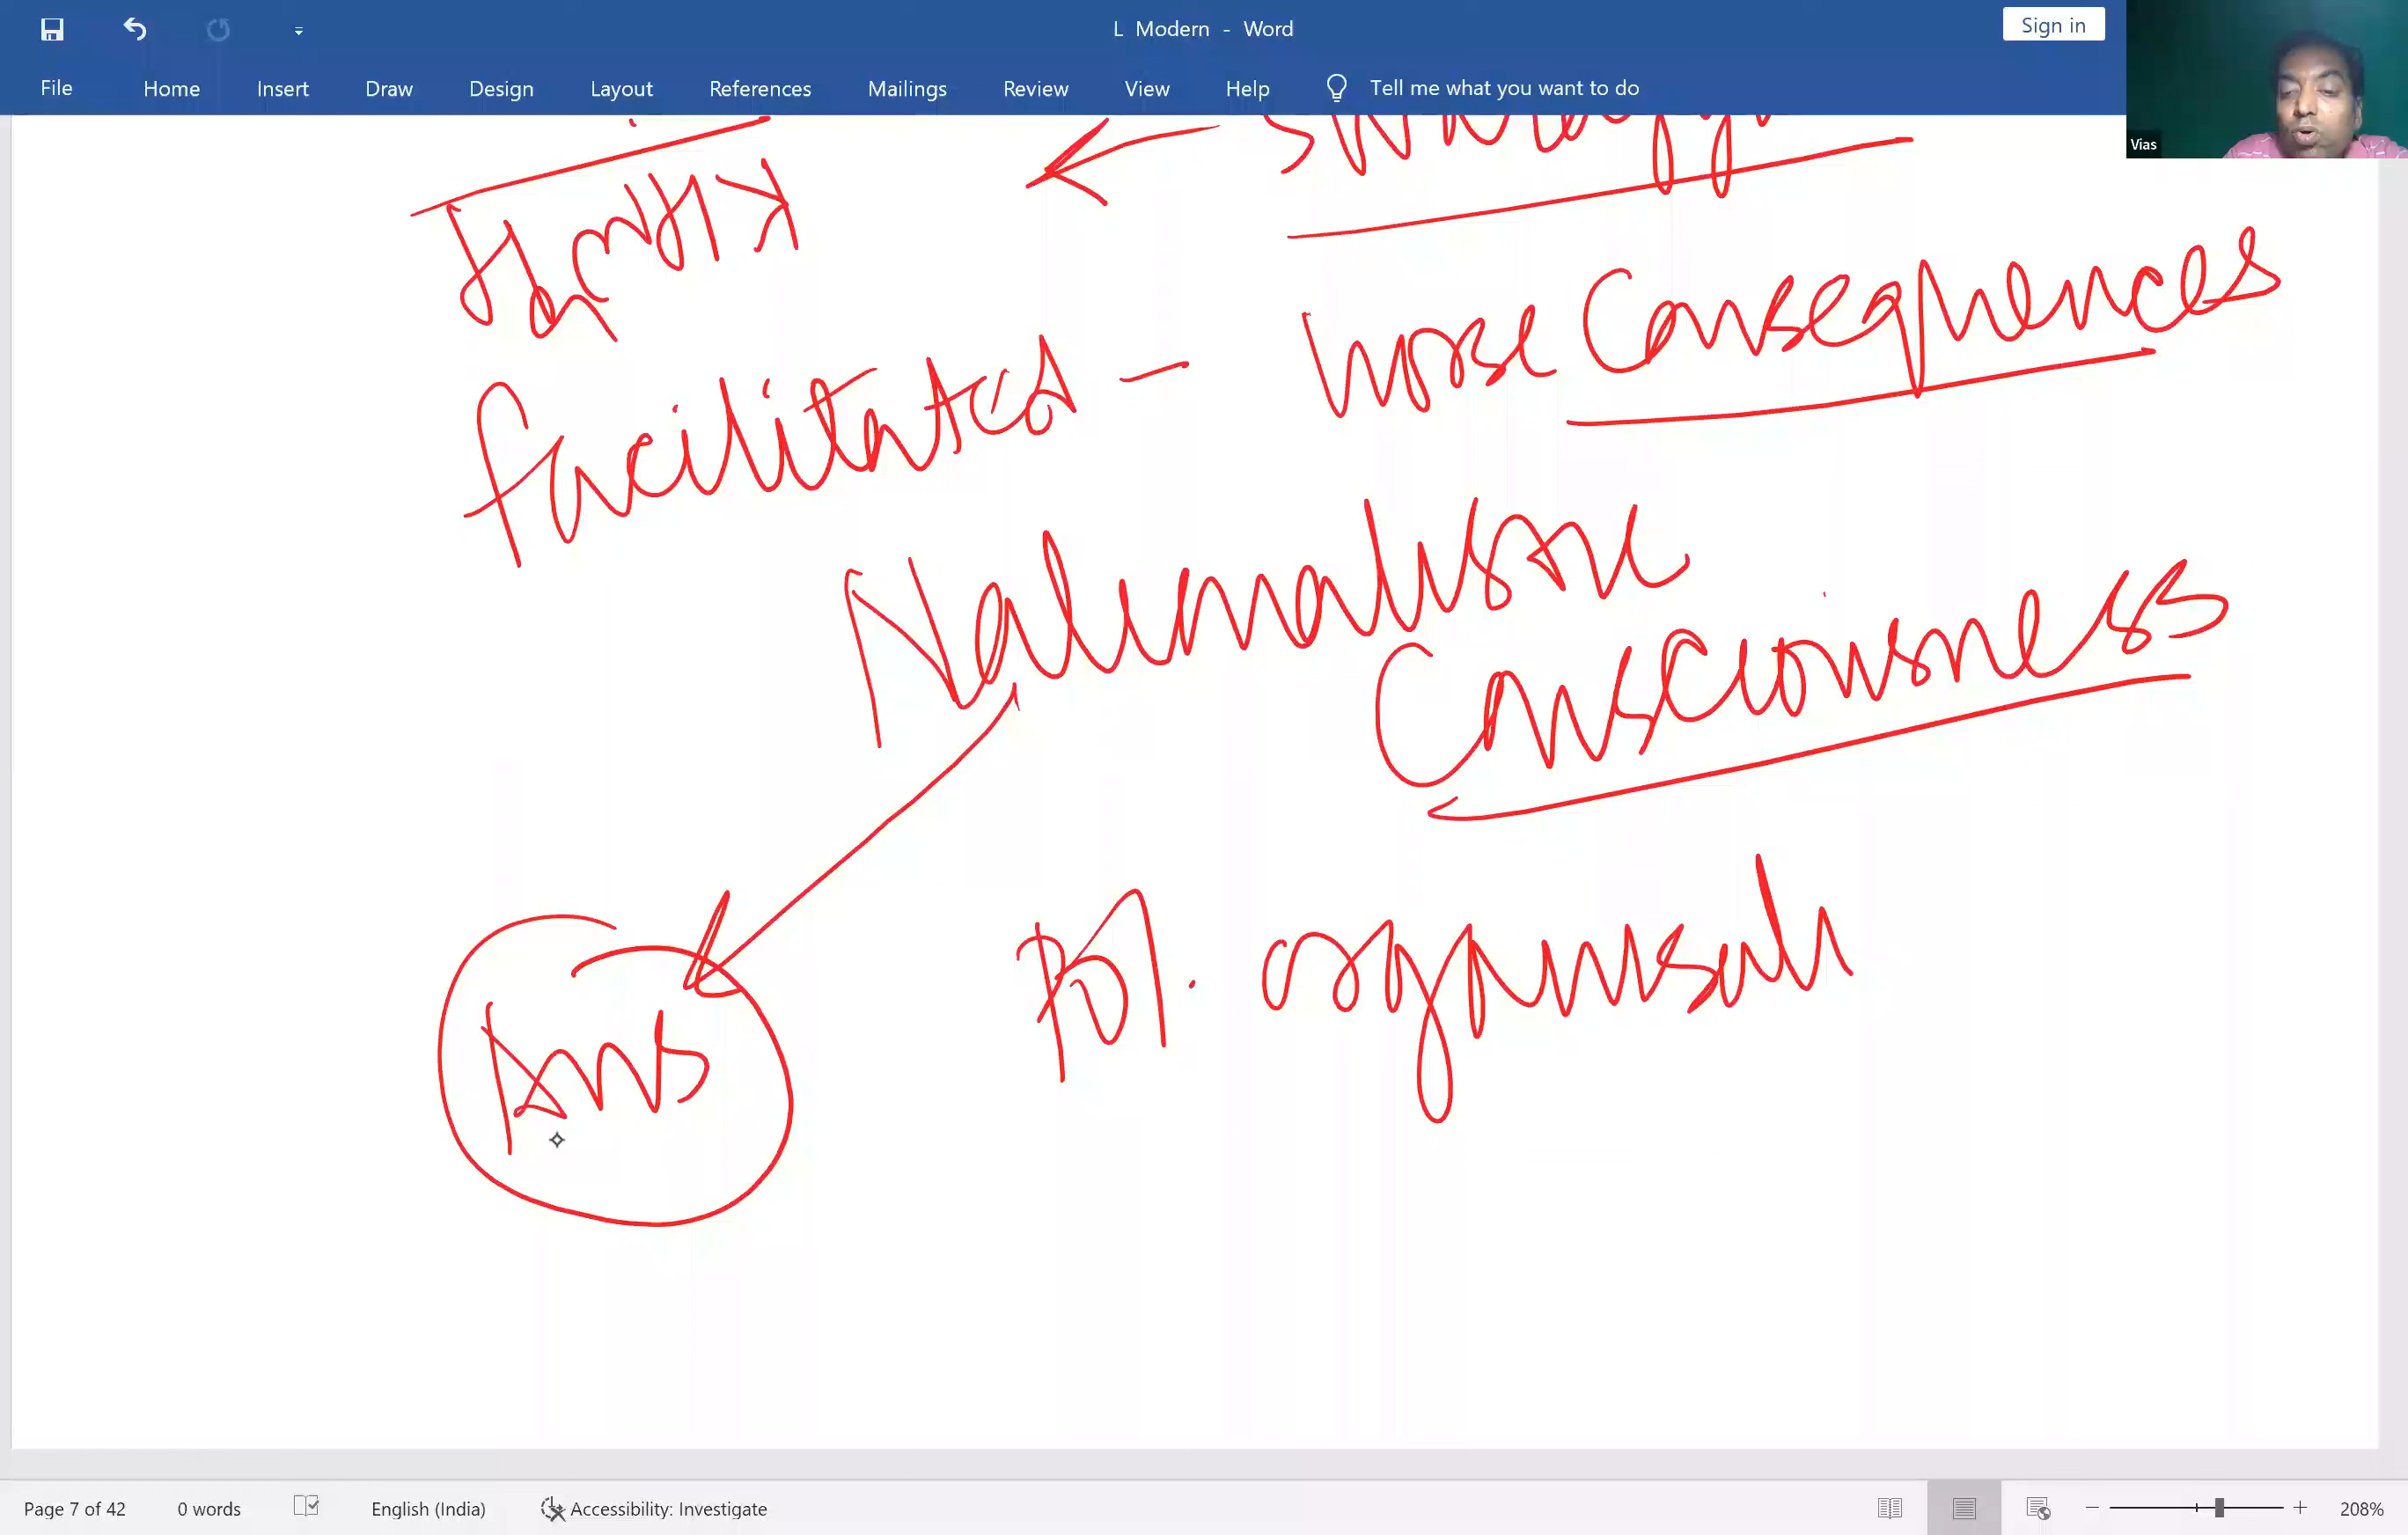 L Modern - Word
Sign in
File Home Insert Draw Design Layout References Mailings Review View Help Tell me what you want to do
Vias
facilitated - worse Consequences
Nationalistic
Consciousness
Pol. organisati
Ans
Page 7 of 42 0 words English (India) Accessibility: Investigate 208%